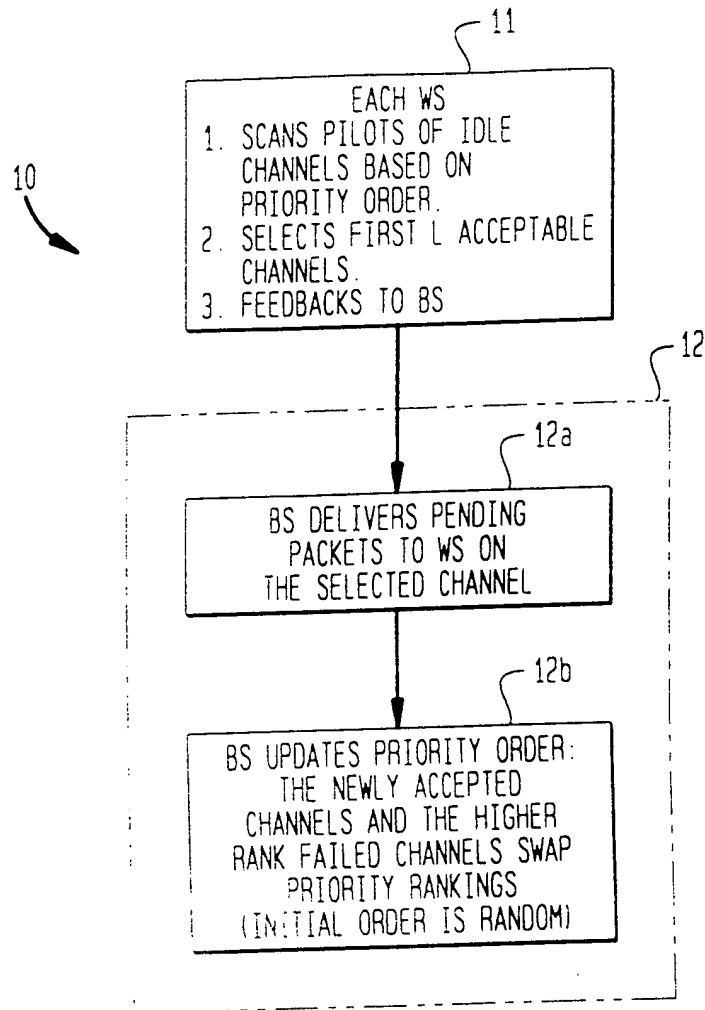 11
EACH WS
1. SCANS PILOTS OF IDLE
CHANNELS BASED ON
PRIORITY ORDER.
2. SELECTS FIRST L ACCEPTABLE
CHANNELS.
3. FEEDBACKS TO BS
10
12
12a
BS DELIVERS PENDING
PACKETS TO WS ON
THE SELECTED CHANNEL
12b
BS UPDATES PRIORITY ORDER:
THE NEWLY ACCEPTED
CHANNELS AND THE HIGHER
RANK FAILED CHANNELS SWAP
PRIORITY RANKINGS
(INITIAL ORDER IS RANDOM)